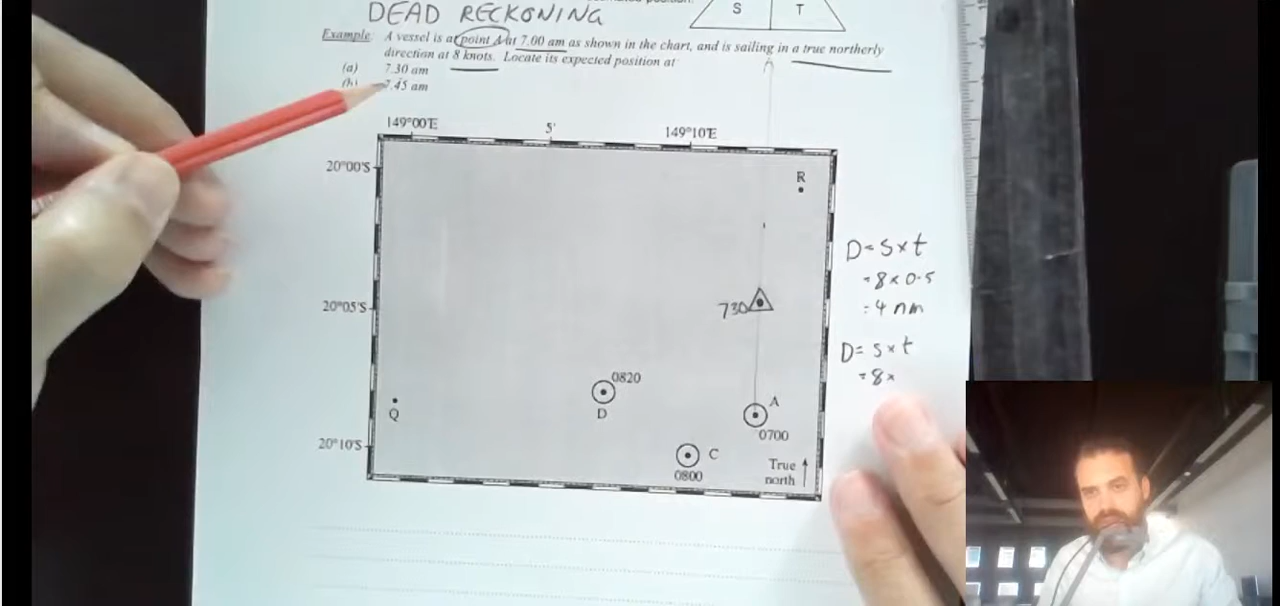 S T
DEAD RECKONING
Example: A vessel is at point A at 7.00 am as shown in the chart, and is sailing in a true northerly
direction at 8 knots. Locate its expected position at
(a) 7.30 am
(b) 7.45 am
149°00'E 5' 149°10'E
20°00'S
R
D = s x t
= 8 x 0.5
= 4 nm
20°05'S
730
D = s x t
= 8 x
0820
D
Q
A
0700
20°10'S
C
0800
True
north